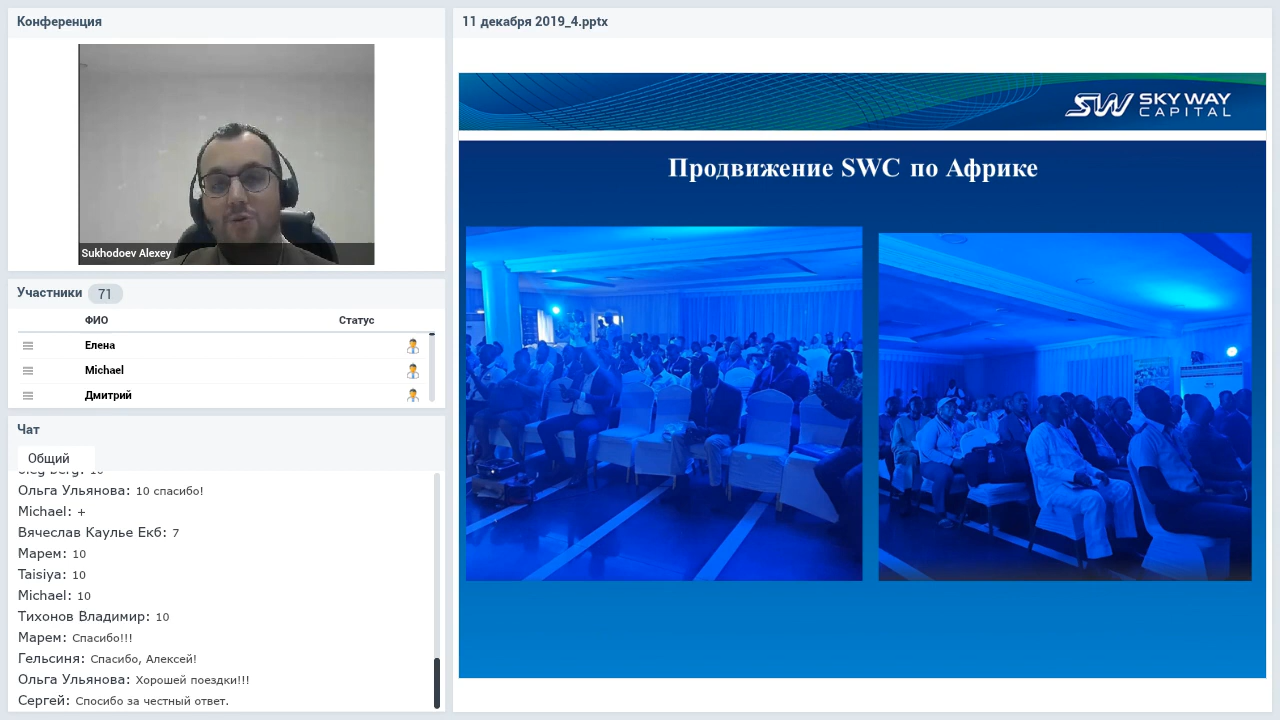 Конференция
Sukhodoev Alexey
Участники 71
ФИО Статус
Елена
Michael
Дмитрий
Чат
Общий
Ольга Ульянова: 10 спасибо!
Michael: +
Вячеслав Каулье Екб: 7
Марем: 10
Taisiya: 10
Michael: 10
Тихонов Владимир: 10
Марем: Спасибо!!!
Гельсиня: Спасибо, Алексей!
Ольга Ульянова: Хорошей поездки!!!
Сергей: Спосибо за честный ответ.
11 декабря 2019_4.pptx
SW SKY WAY
CAPITAL
Продвижение SWC по Африке